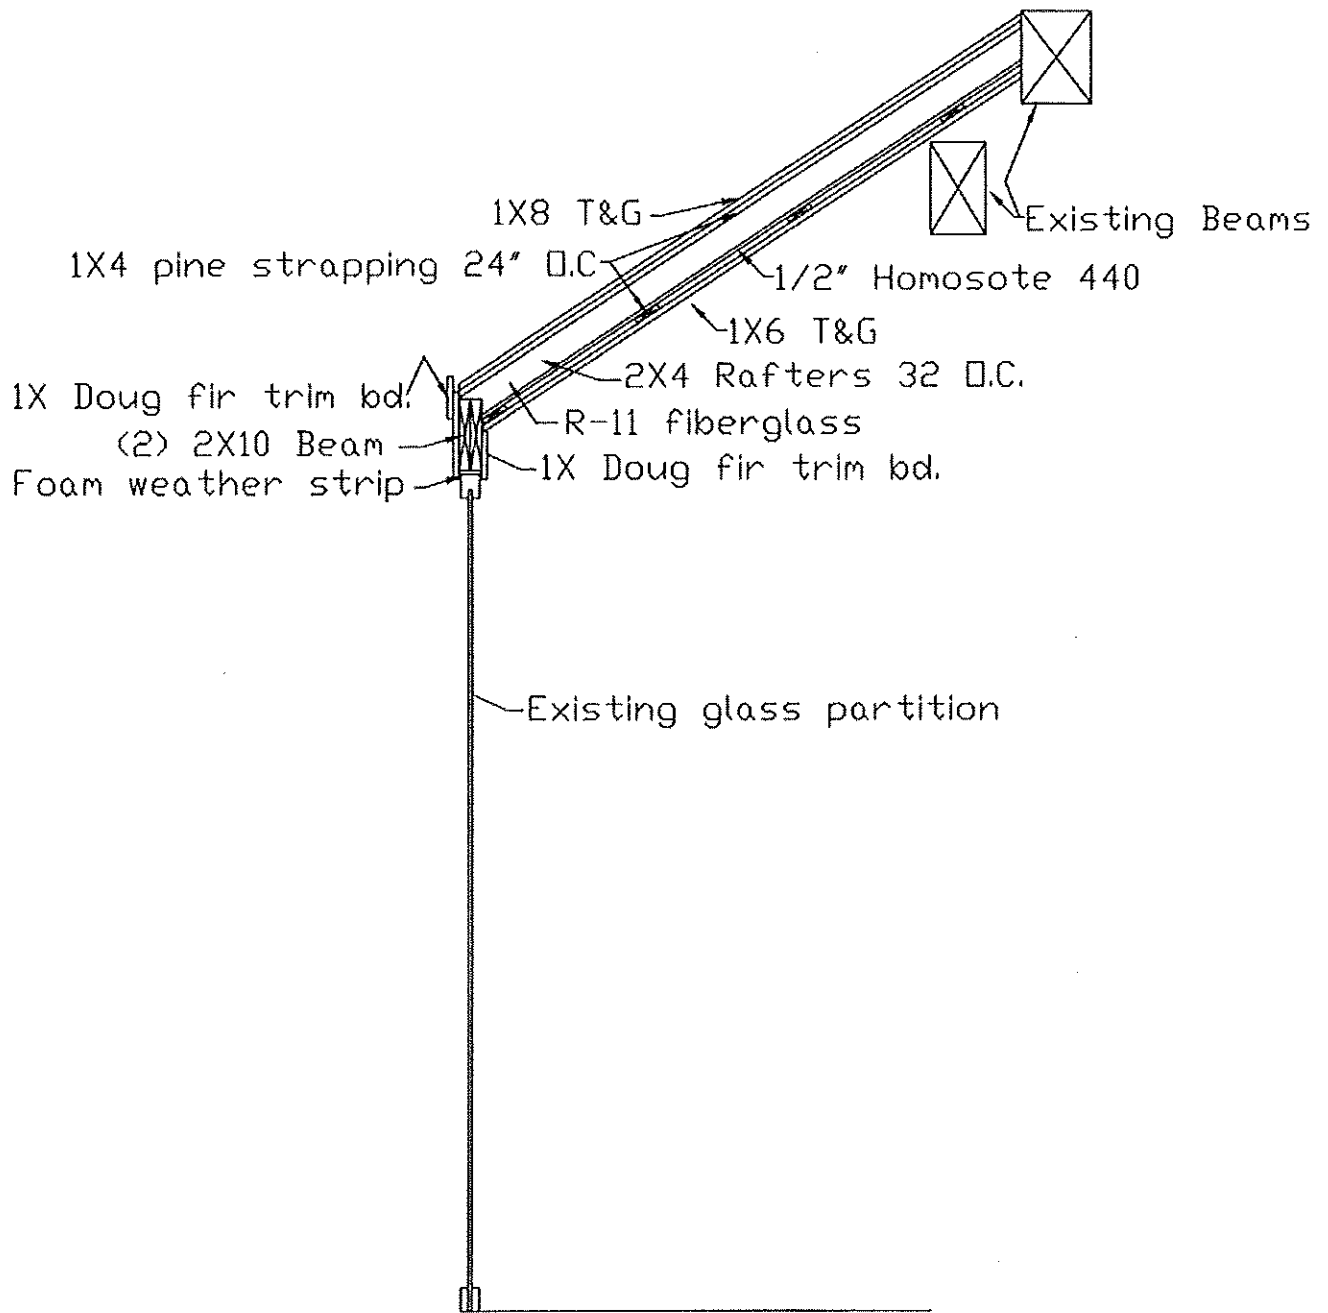 1X8 T&G
Existing Beams
1X4 pine strapping 24" O.C
1/2" Homosote 440
1X6 T&G
2X4 Rafters 32 O.C.
1X Doug fir trim bd.
R-11 fiberglass
(2) 2X10 Beam
1X Doug fir trim bd.
Foam weather strip
Existing glass partition